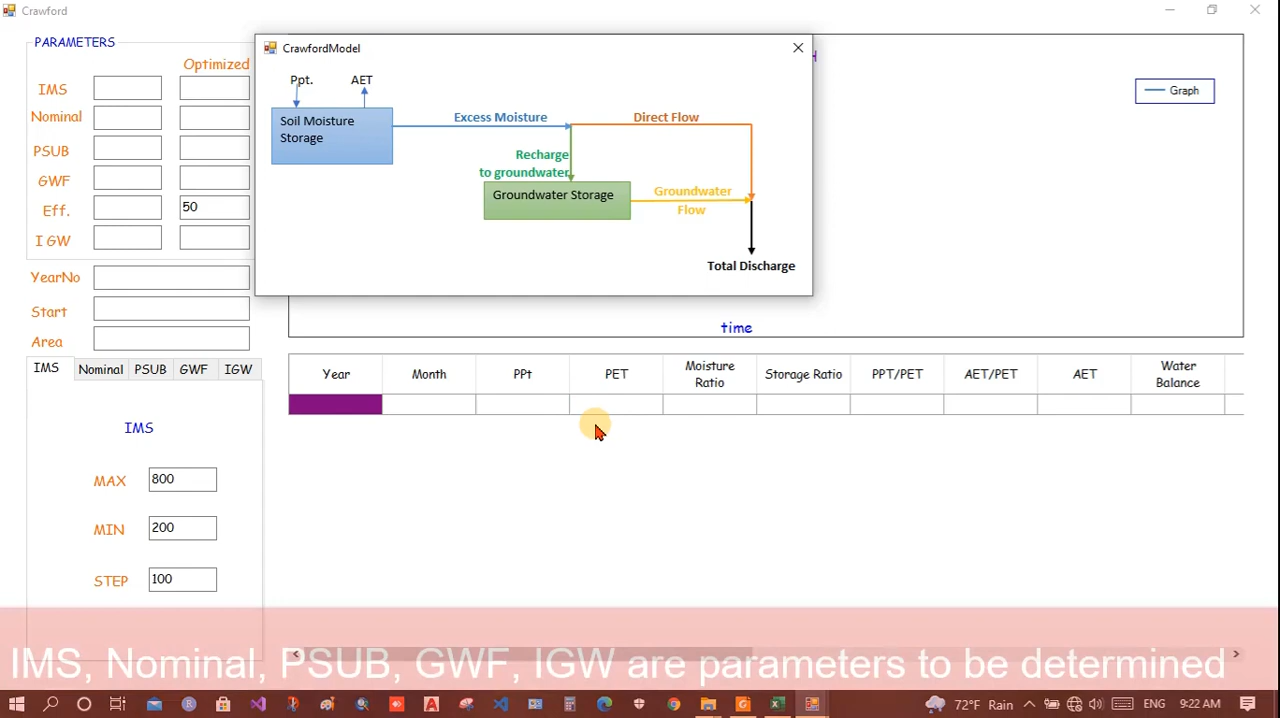 Crawford
PARAMETERS
Optimized
IMS
Nominal
PSUB
GWF
Eff.
50
I GW
YearNo
Start
Area
CrawfordModel
Ppt.
AET
Soil Moisture
Storage
Excess Moisture
Direct Flow
Recharge
to groundwater
Groundwater Storage
Groundwater
Flow
Total Discharge
H
Graph
time
IMS
Nominal
PSUB
GWF
IGW
IMS
MAX
800
MIN
200
STEP
100
Year
Month
PPt
PET
Moisture
Ratio
Storage Ratio
PPT/PET
AET/PET
AET
Water
Balance
IMS, Nominal, PSUB, GWF, IGW are parameters to be determined
72°F Rain
ENG
9:22 AM